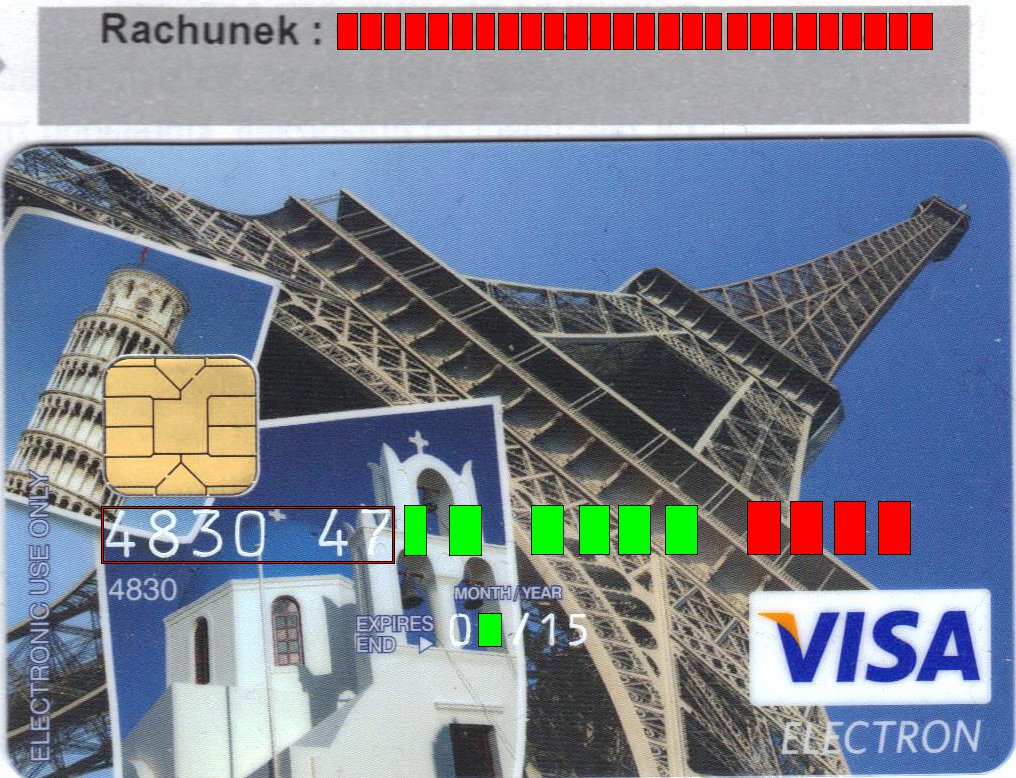 Rachunek :
4830 47
4830
MONTH/YEAR
EXPIRES
END
0 /15
ELECTRONIC USE ONLY
VISA
ELECTRON